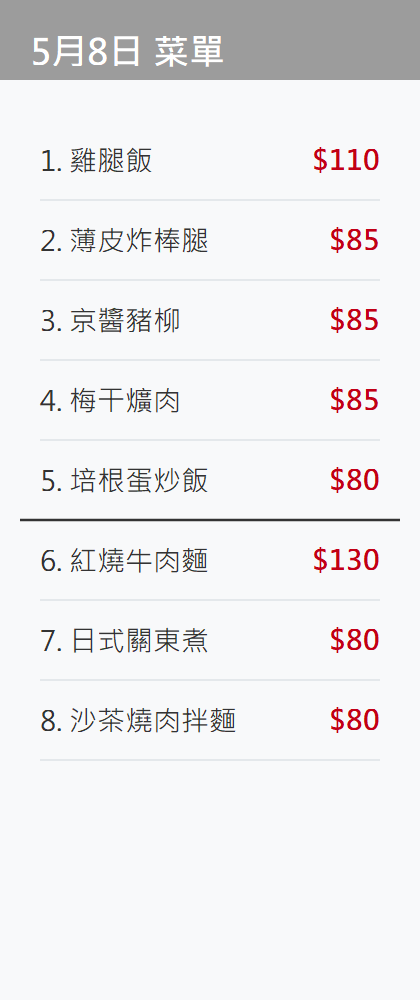 5月8日 菜單
1. 雞腿飯 $110
2. 薄皮炸棒腿 $85
3. 京醬豬柳 $85
4. 梅干爌肉 $85
5. 培根蛋炒飯 $80
6. 紅燒牛肉麵 $130
7. 日式關東煮 $80
8. 沙茶燒肉拌麵 $80